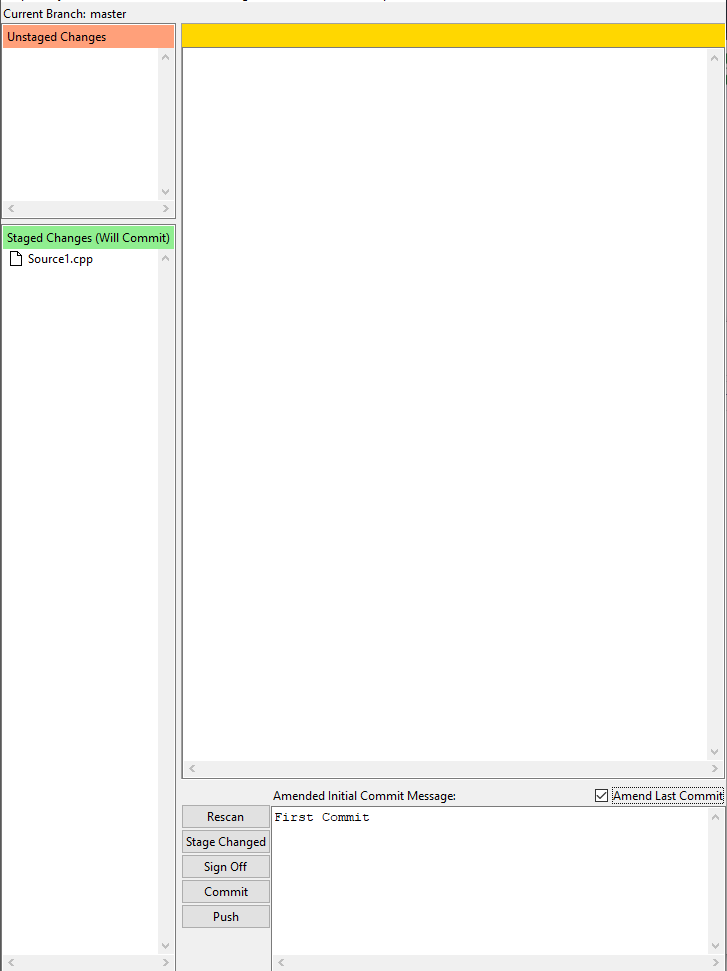 Current Branch: master
Unstaged Changes
Staged Changes (Will Commit)
Source1.cpp
Amended Initial Commit Message:
Amend Last Commit
Rescan
Stage Changed
Sign Off
Commit
Push
First Commit